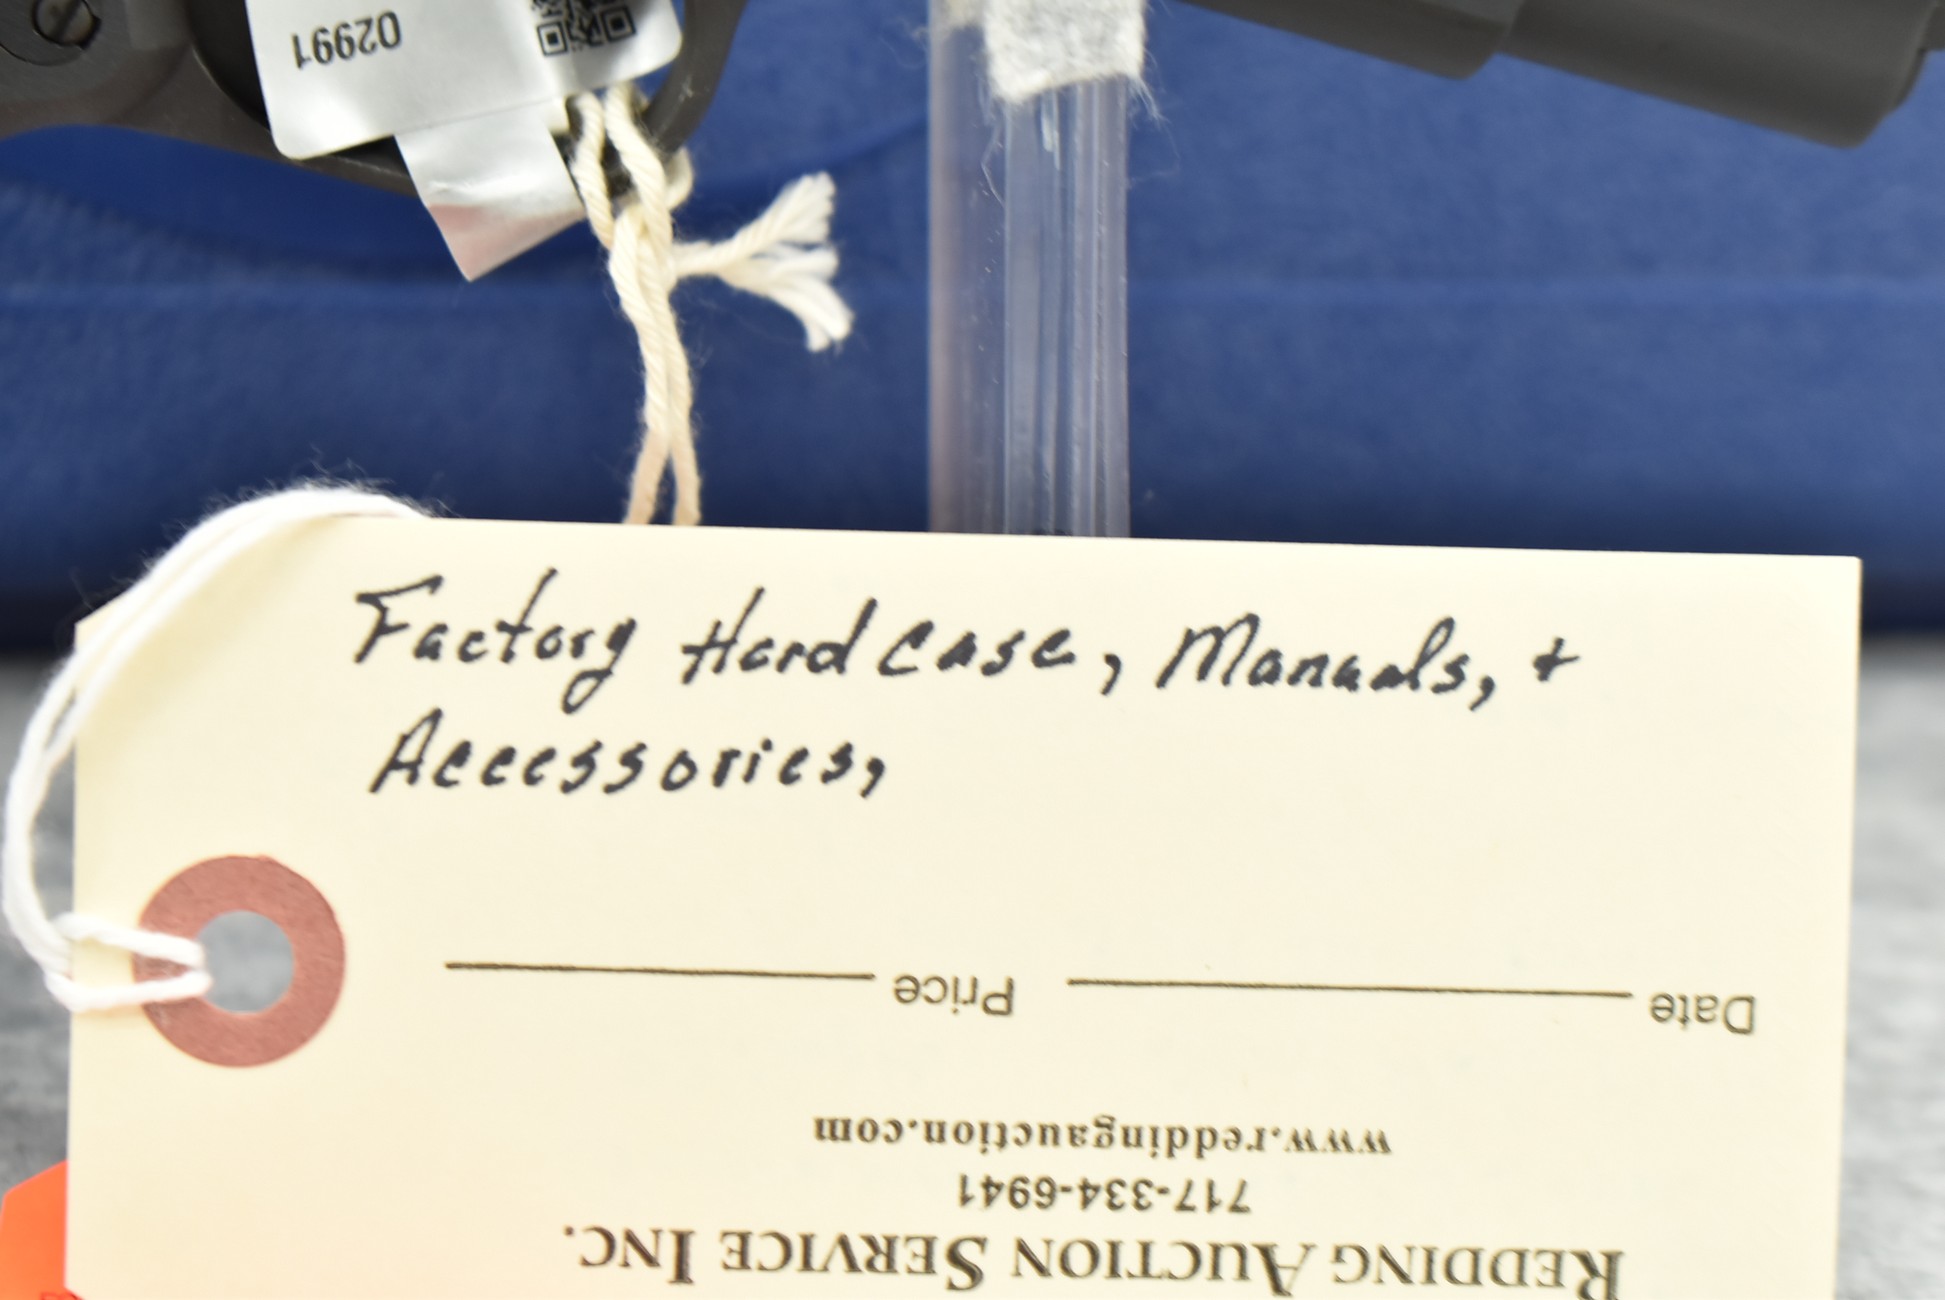 02991
Factory Hard Case, Manuals, +
Accessories,
Price
Date
www.reddingauction.com
717-334-6941
REDDING AUCTION SERVICE INC.